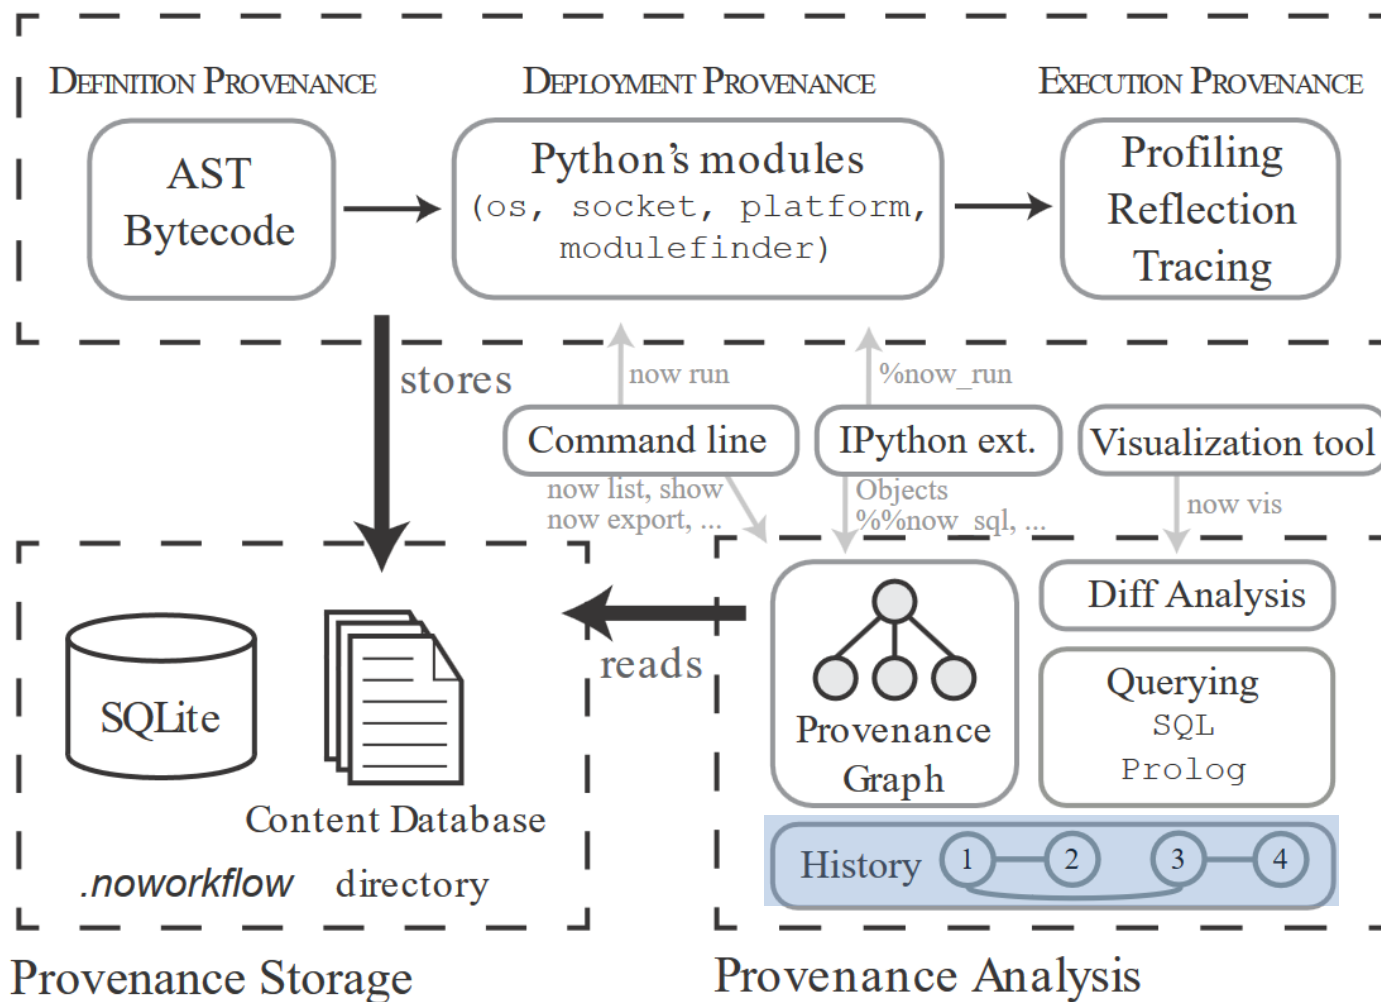 DEFINITION PROVENANCE
DEPLOYMENT PROVENANCE
EXECUTION PROVENANCE
AST
Bytecode
Python's modules
(os, socket, platform,
modulefinder)
Profiling
Reflection
Tracing
stores
now run
%now_run
Command line
IPython ext.
Visualization tool
now list, show
now export, ...
Objects
%%now_sql, ...
now vis
SQLite
Content Database
.noworkflow directory
reads
Provenance
Graph
Diff Analysis
Querying
SQL
Prolog
History 1 2 3 4
Provenance Storage
Provenance Analysis